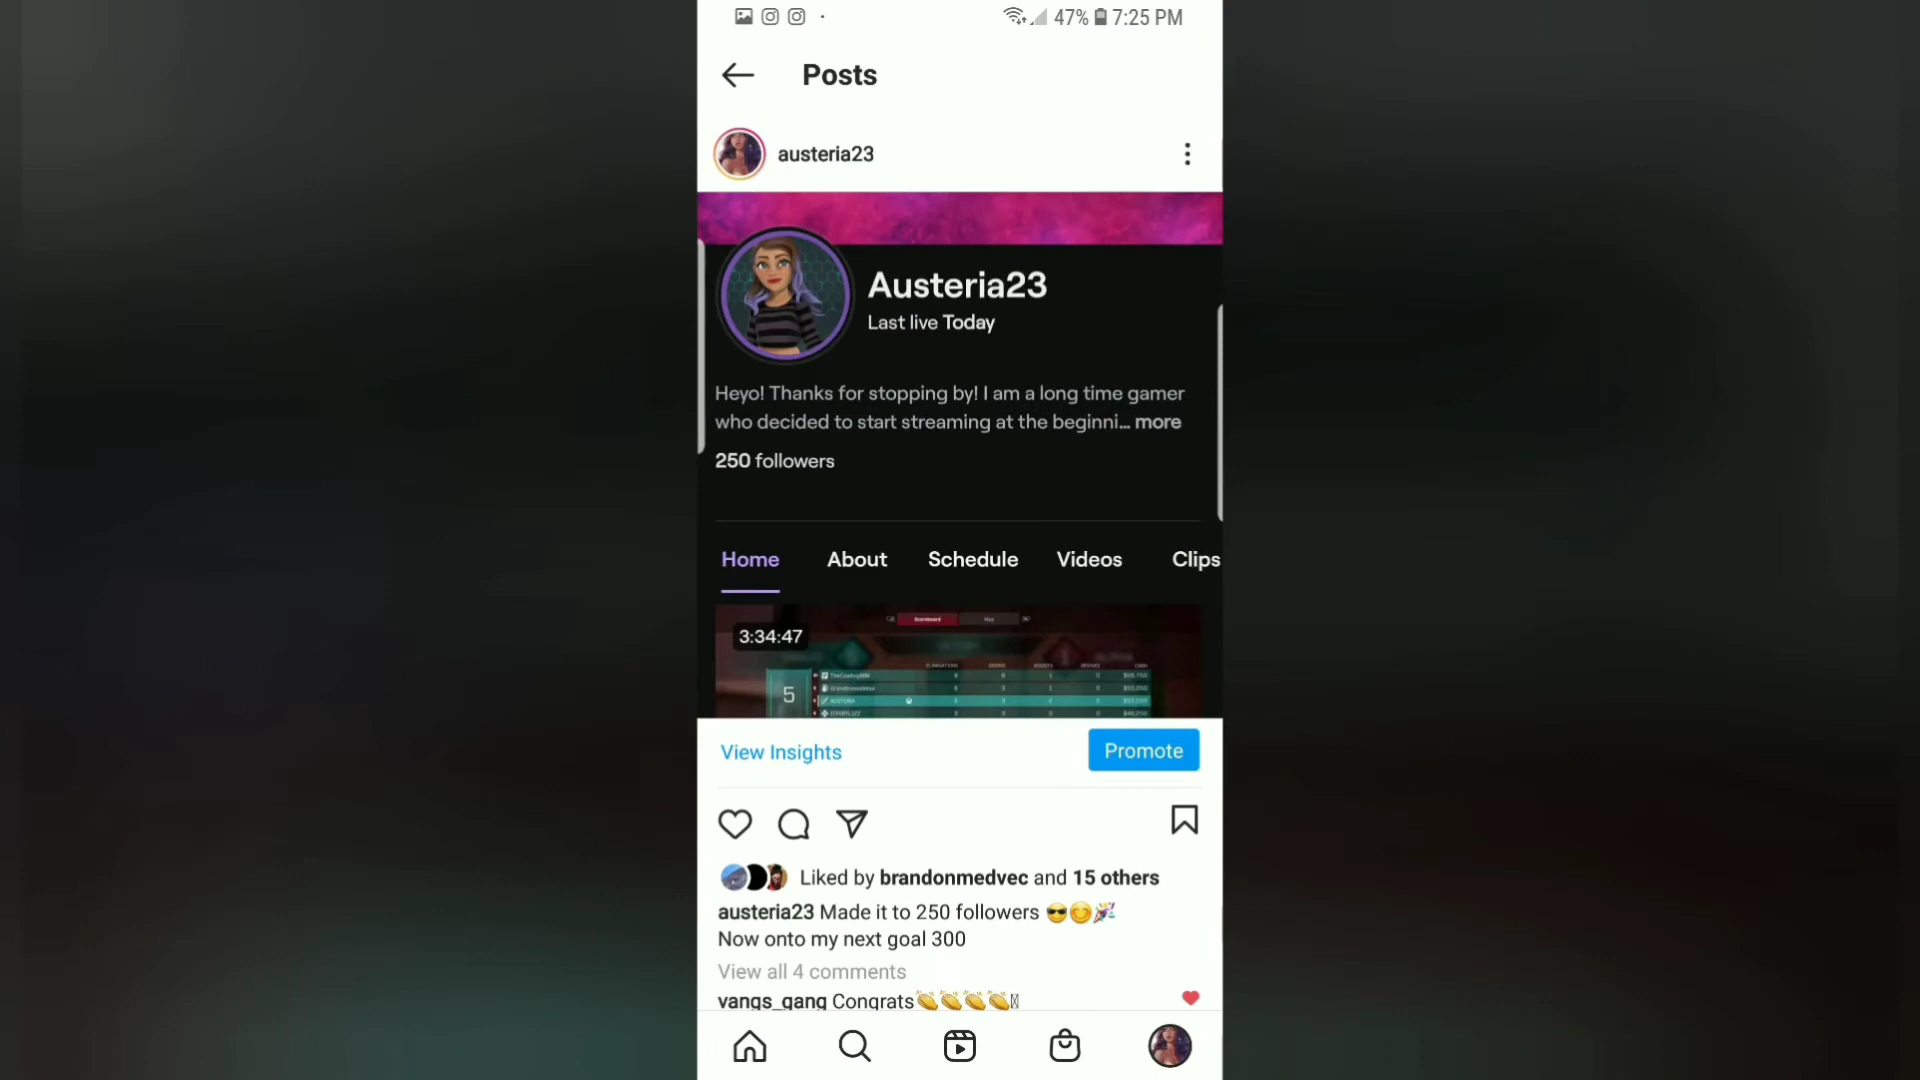 47% 7:25 PM
Posts
austeria23
Austeria23
Last live Today
Heyo! Thanks for stopping by! I am a long time gamer
who decided to start streaming at the beginni... more
250 followers
Home About Schedule Videos Clips
Scoreboard
3:34:47
5
AUSTERIA
View Insights
Promote
Liked by brandonmedvec and 15 others
austeria23 Made it to 250 followers 😎😊🎉
Now onto my next goal 300
View all 4 comments
vangs_gang Congrats👏👏👏👏